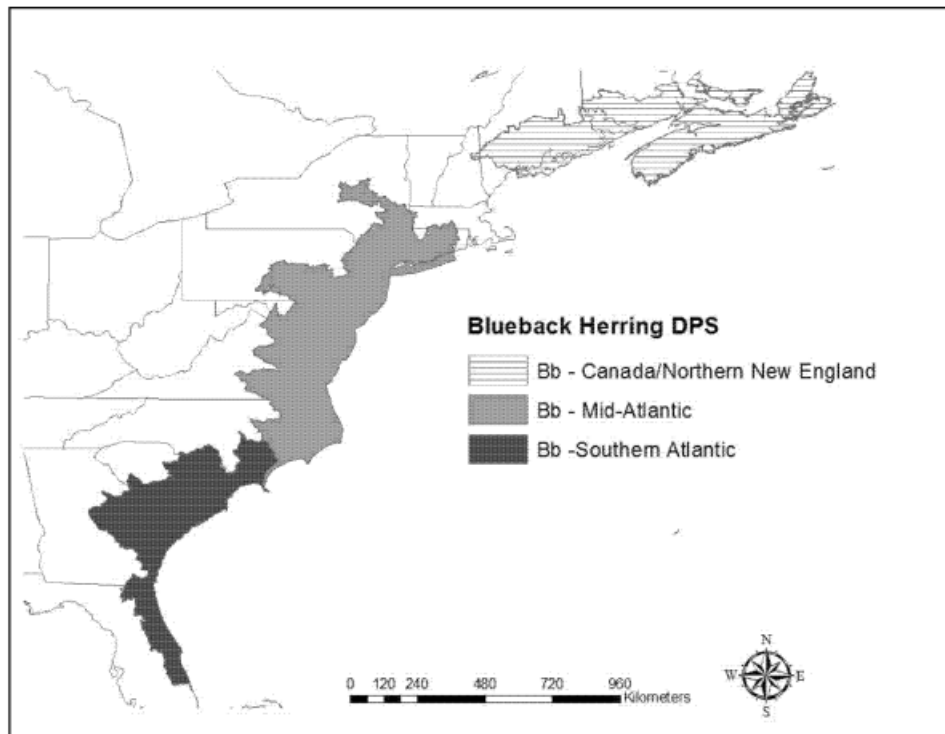 Blueback Herring DPS
Bb - Canada/Northern New England
Bb - Mid-Atlantic
Bb -Southern Atlantic
N
W E
S
0 120 240 480 720 960
Kilometers